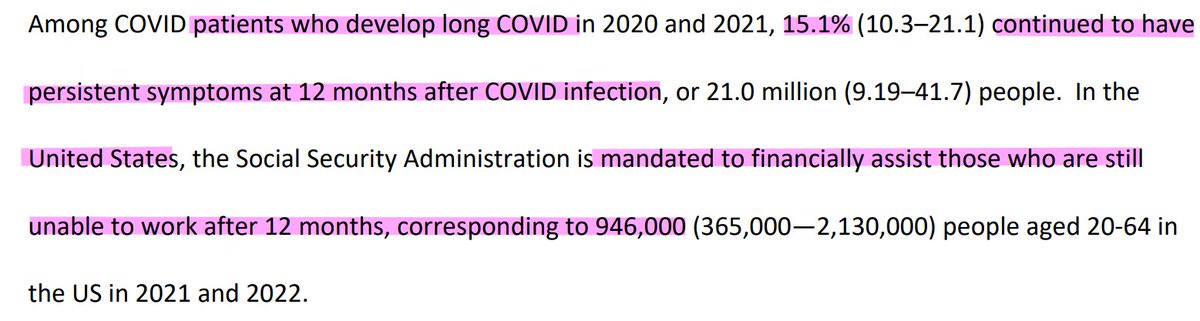 Among COVID patients who develop long COVID in 2020 and 2021, 15.1% (10.3–21.1) continued to have
persistent symptoms at 12 months after COVID infection, or 21.0 million (9.19–41.7) people.  In the
United States, the Social Security Administration is mandated to financially assist those who are still
unable to work after 12 months, corresponding to 946,000 (365,000—2,130,000) people aged 20-64 in
the US in 2021 and 2022.